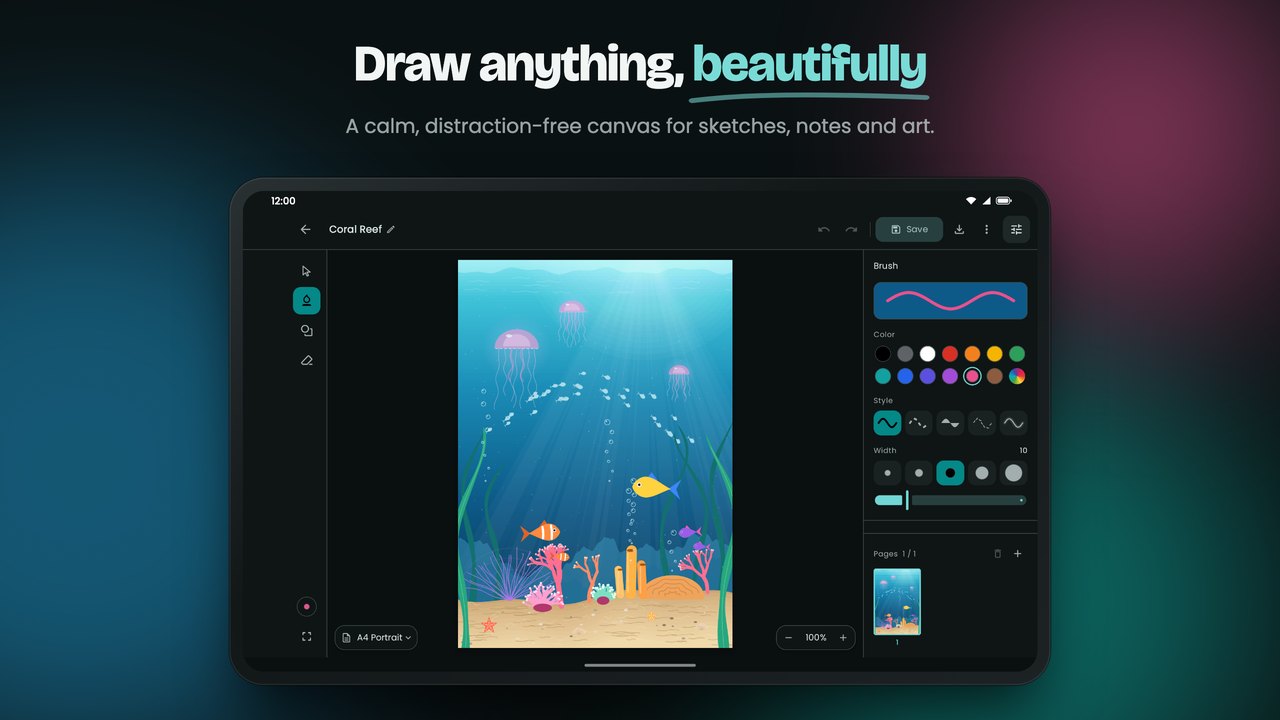 Draw anything, beautifully
A calm, distraction-free canvas for sketches, notes and art.
12:00
Coral Reef
Save
Brush
Color
Style
Width 10
Pages 1 / 1
1
A4 Portrait
100%